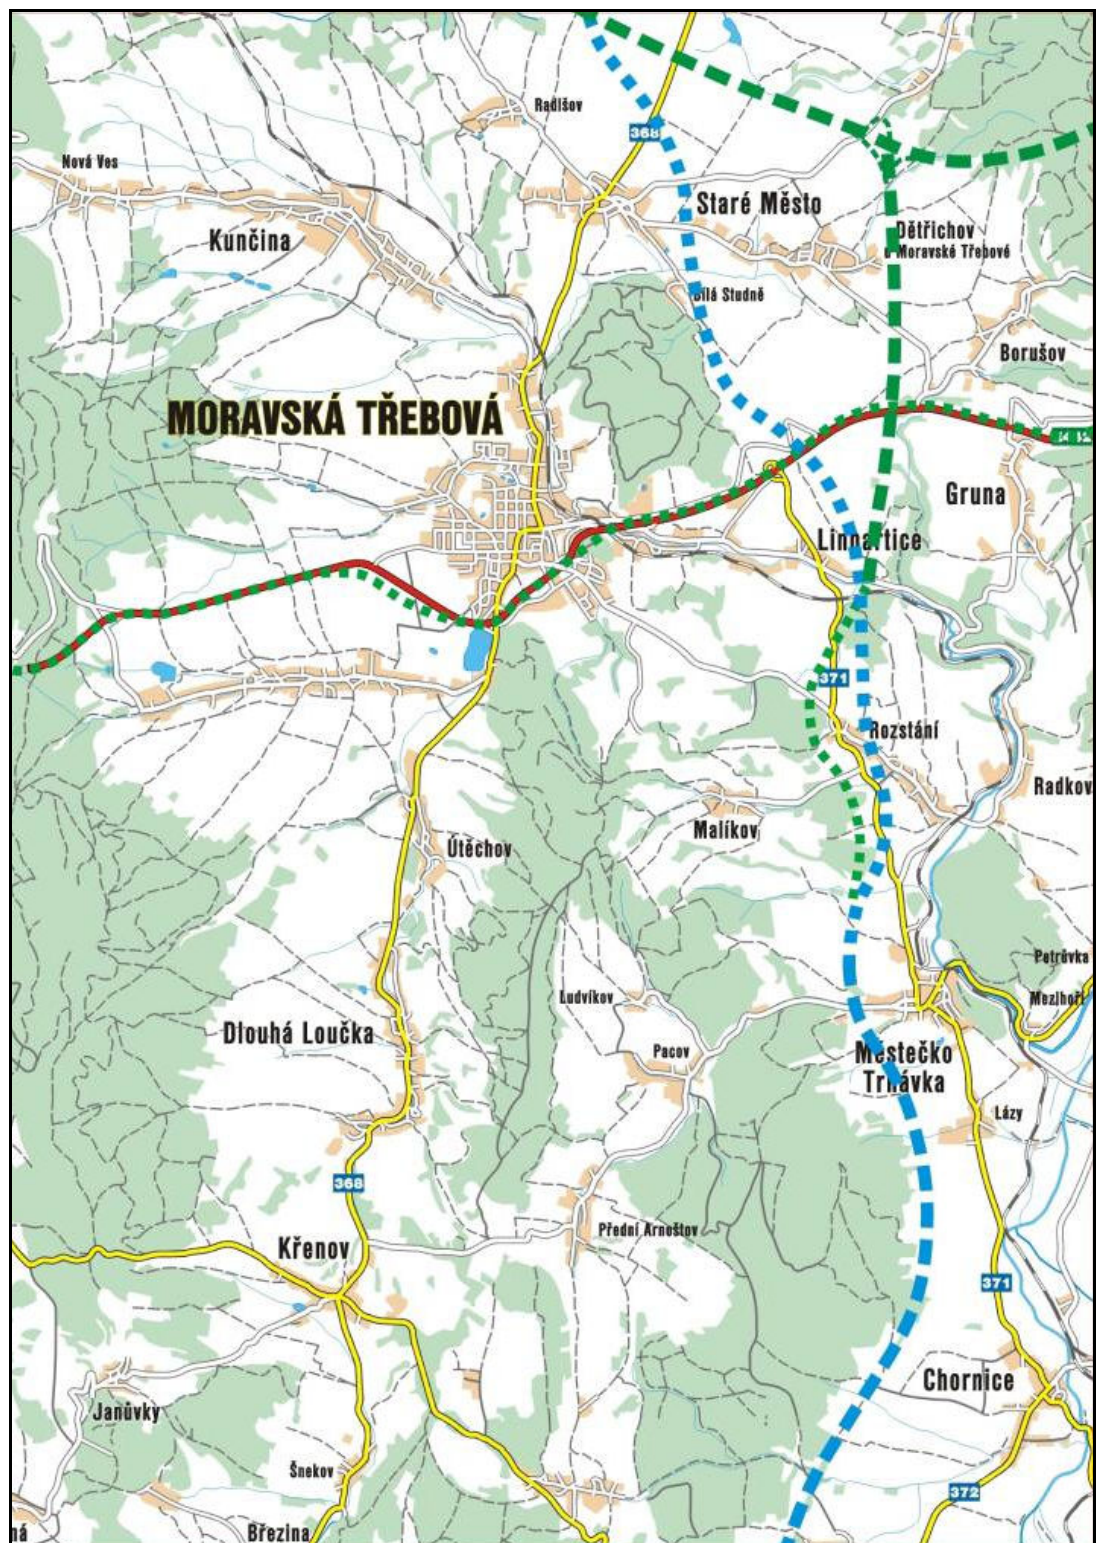 Radišov
368
Nová Ves
Staré Město
Kunčina
Dětřichov
u Moravské Třebové
Bílá Studně
Borušov
MORAVSKÁ TŘEBOVÁ
Gruna
Linhartice
371
Rozstání
Radkov
Malíkov
Útěchov
Petrůvka
Ludvíkov
Mezihoří
Dlouhá Loučka
Pacov
Městečko
Trnávka
Lázy
368
Přední Arnoštov
Křenov
371
Chornice
Janůvky
Šnekov
372
ná
Březina